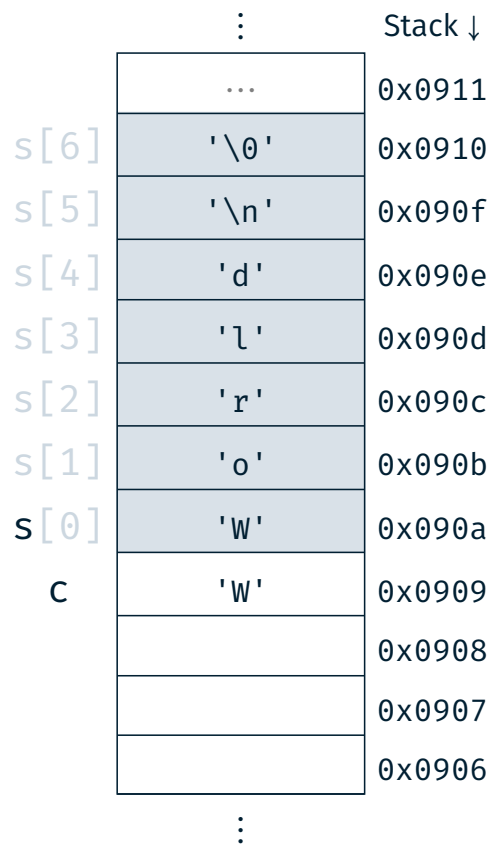 ⋮ Stack ↓
... 0x0911
s[6] '\0' 0x0910
s[5] '\n' 0x090f
s[4] 'd' 0x090e
s[3] 'l' 0x090d
s[2] 'r' 0x090c
s[1] 'o' 0x090b
s[0] 'W' 0x090a
c 'W' 0x0909
0x0908
0x0907
0x0906
⋮